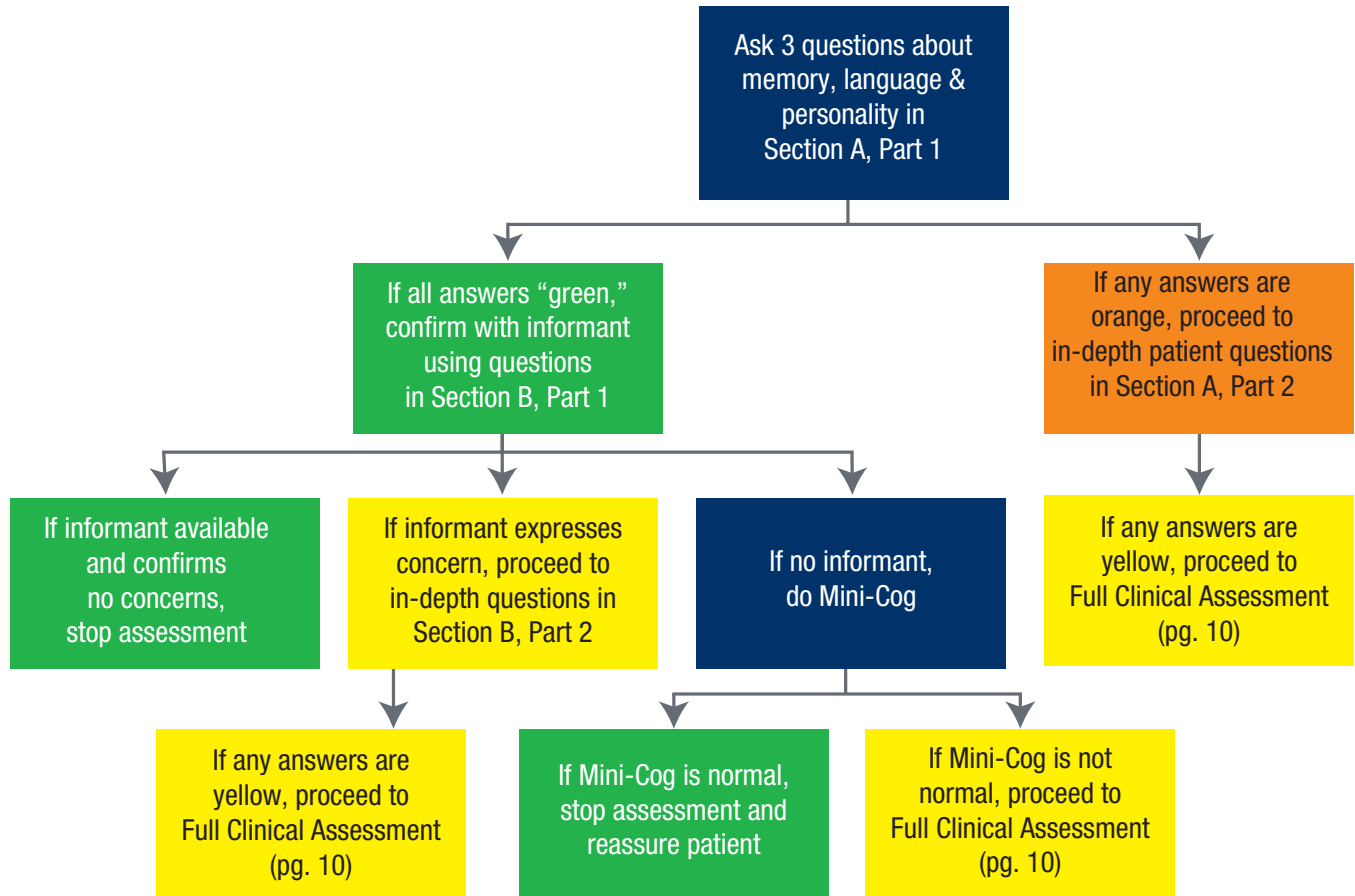 Ask 3 questions about
memory, language &
personality in
Section A, Part 1
If all answers “green,”
confirm with informant
using questions
in Section B, Part 1
If any answers are
orange, proceed to
in-depth patient questions
in Section A, Part 2
If informant available
and confirms
no concerns,
stop assessment
If informant expresses
concern, proceed to
in-depth questions in
Section B, Part 2
If no informant,
do Mini-Cog
If any answers are
yellow, proceed to
Full Clinical Assessment
(pg. 10)
If any answers are
yellow, proceed to
Full Clinical Assessment
(pg. 10)
If Mini-Cog is normal,
stop assessment and
reassure patient
If Mini-Cog is not
normal, proceed to
Full Clinical Assessment
(pg. 10)